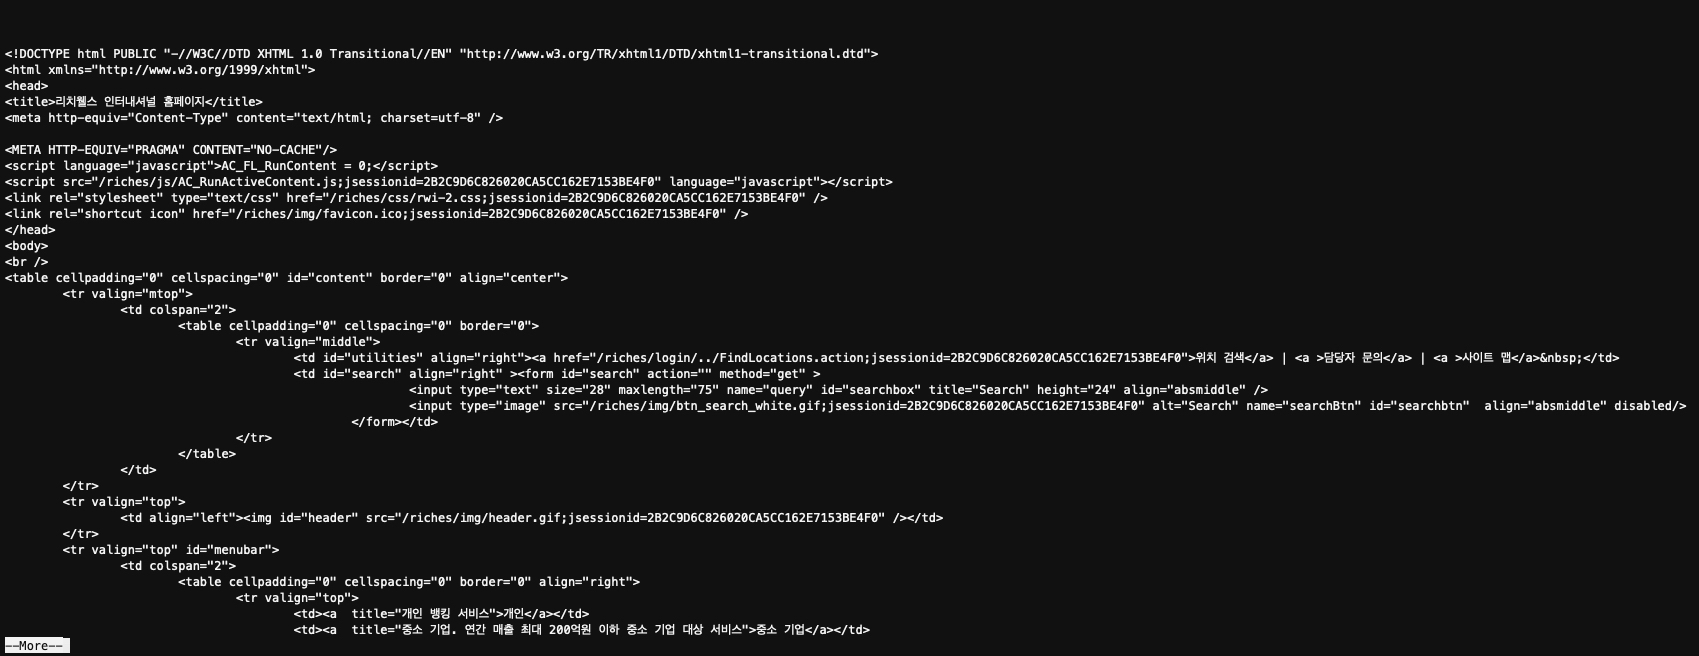 <!DOCTYPE html PUBLIC "-//W3C//DTD XHTML 1.0 Transitional//EN" "http://www.w3.org/TR/xhtml1/DTD/xhtml1-transitional.dtd">
<html xmlns="http://www.w3.org/1999/xhtml">
<head>
<title>리치웰스 인터내셔널 홈페이지</title>
<meta http-equiv="Content-Type" content="text/html; charset=utf-8" />
<META HTTP-EQUIV="PRAGMA" CONTENT="NO-CACHE"/>
<script language="javascript">AC_FL_RunContent = 0;</script>
<script src="/riches/js/AC_RunActiveContent.js;jsessionid=2B2C9D6C826020CA5CC162E7153BE4F0" language="javascript"></script>
<link rel="stylesheet" type="text/css" href="/riches/css/rwi-2.css;jsessionid=2B2C9D6C826020CA5CC162E7153BE4F0" />
<link rel="shortcut icon" href="/riches/img/favicon.ico;jsessionid=2B2C9D6C826020CA5CC162E7153BE4F0" />
</head>
<body>
<br />
<table cellpadding="0" cellspacing="0" id="content" border="0" align="center">
<tr valign="mtop">
<td colspan="2">
<table cellpadding="0" cellspacing="0" border="0">
<tr valign="middle">
<td id="utilities" align="right"><a href="/riches/login/../FindLocations.action;jsessionid=2B2C9D6C826020CA5CC162E7153BE4F0">위치 검색</a> | <a >담당자 문의</a> | <a >사이트 맵</a>&nbsp;</td>
<td id="search" align="right" ><form id="search" action="" method="get" >
<input type="text" size="28" maxlength="75" name="query" id="searchbox" title="Search" height="24" align="absmiddle" />
<input type="image" src="/riches/img/btn_search_white.gif;jsessionid=2B2C9D6C826020CA5CC162E7153BE4F0" alt="Search" name="searchBtn" id="searchbtn"  align="absmiddle" disabled/>
</form></td>
</tr>
</table>
</td>
</tr>
<tr valign="top">
<td align="left"><img id="header" src="/riches/img/header.gif;jsessionid=2B2C9D6C826020CA5CC162E7153BE4F0" /></td>
</tr>
<tr valign="top" id="menubar">
<td colspan="2">
<table cellpadding="0" cellspacing="0" border="0" align="right">
<tr valign="top">
<td><a  title="개인 뱅킹 서비스">개인</a></td>
<td><a  title="중소 기업. 연간 매출 최대 200억원 이하 중소 기업 대상 서비스">중소 기업</a></td>
--More--